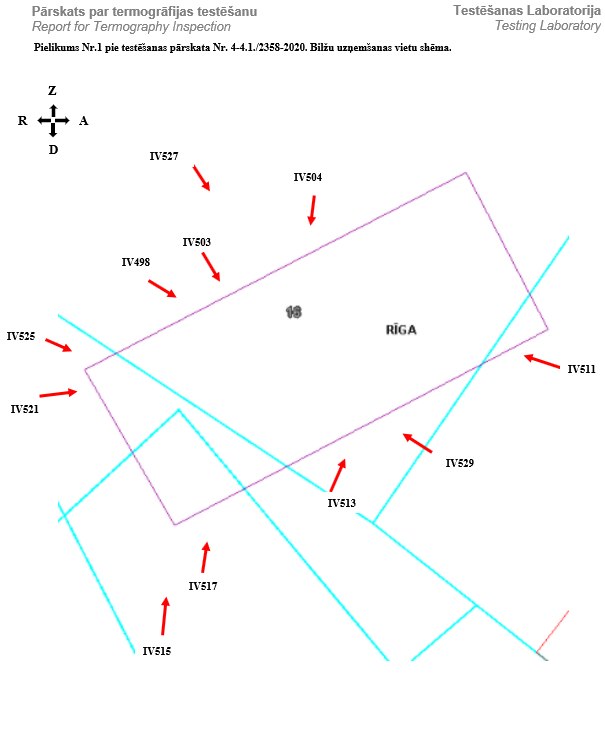 Pārskats par termogrāfijas testēšanu
Testēšanas Laboratorija
Report for Termography Inspection
Testing Laboratory
Pielikums Nr.1 pie testēšanas pārskata Nr. 4-4.1./2358-2020. Bilžu uzņemšanas vietu shēma.
Z
R A
D
IV527
IV504
IV503
IV498
16
RĪGA
IV525
IV511
IV521
IV529
IV513
IV517
IV515